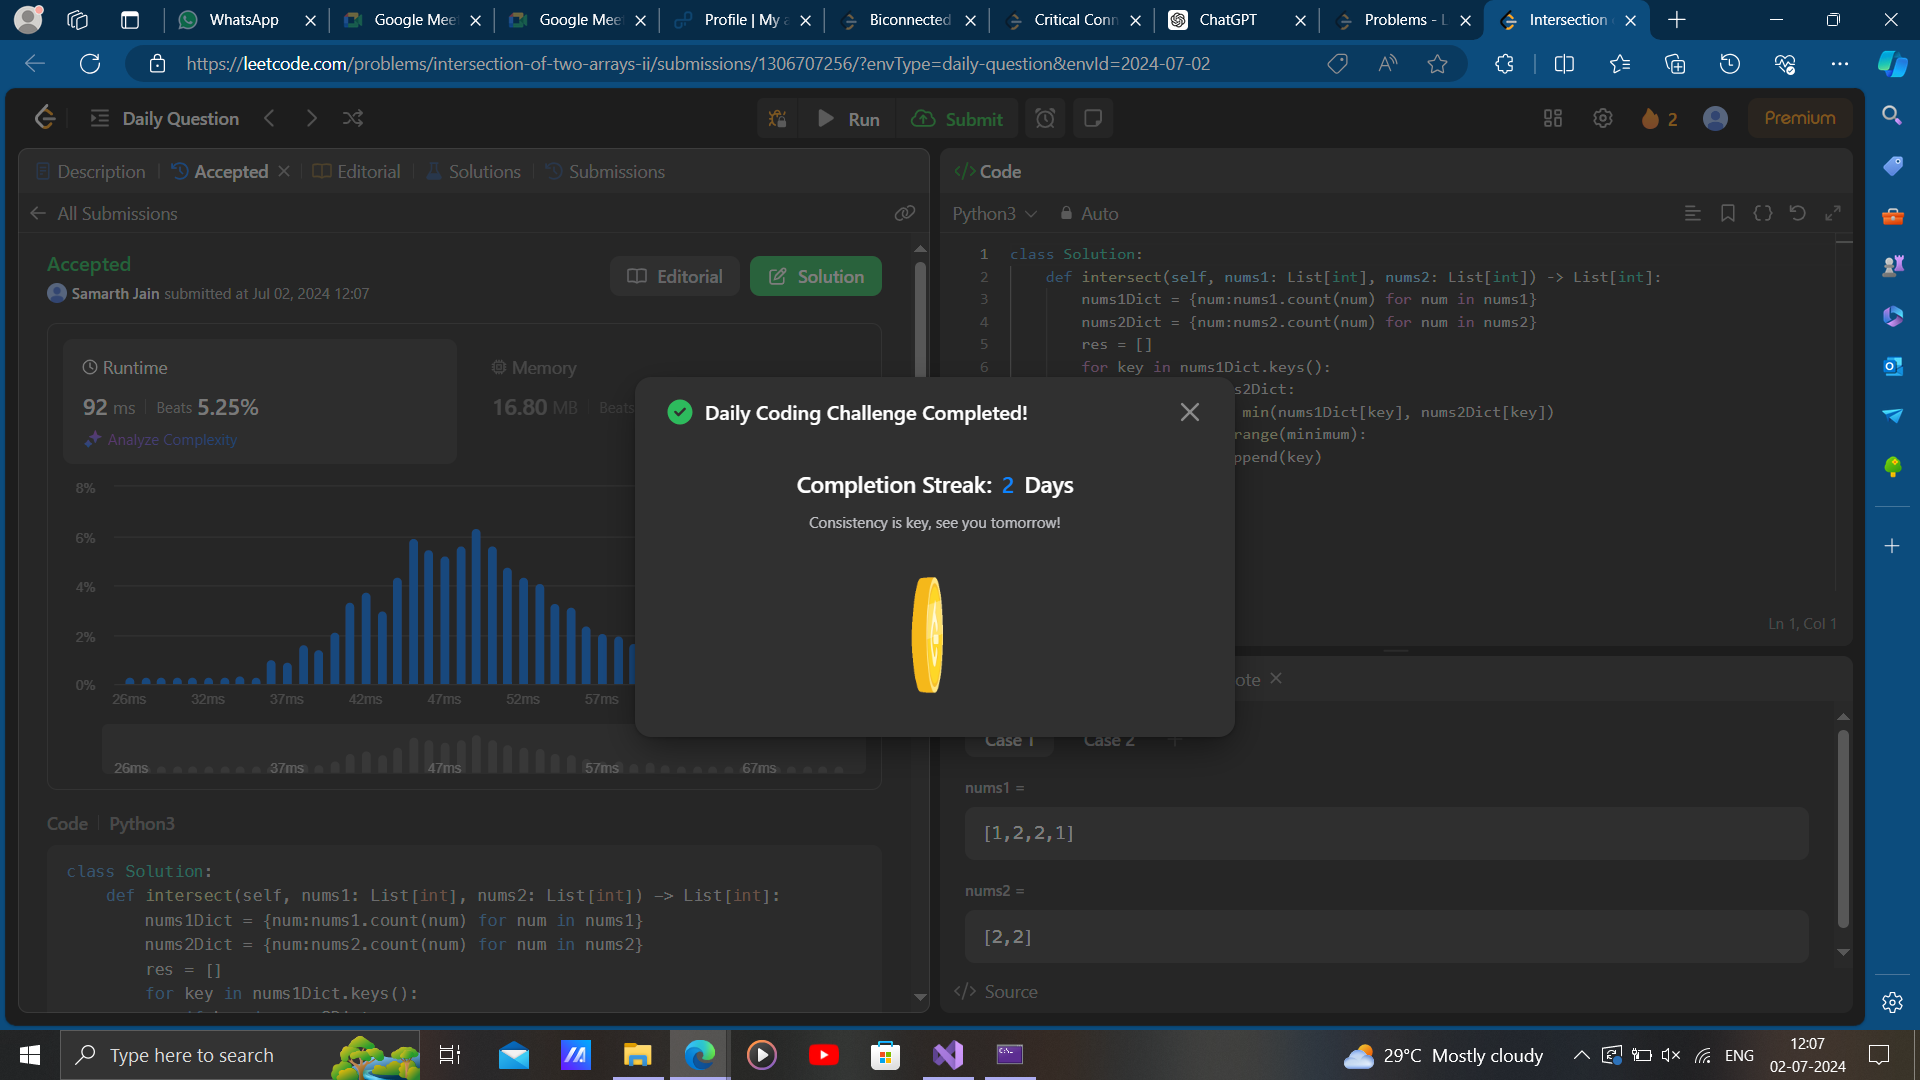 WhatsApp
Google Mee
Google Mee
Profile | My a
Biconnected
Critical Conn
ChatGPT
Problems - L
Intersection
https://leetcode.com/problems/intersection-of-two-arrays-ii/submissions/1306707256/?envType=daily-question&envId=2024-07-02
Daily Question
Run
Submit
2
Premium
Description
Accepted
Editorial
Solutions
Submissions
All Submissions
Accepted
Samarth Jain submitted at Jul 02, 2024 12:07
Editorial
Solution
Runtime
92 ms
Beats 5.25%
Analyze Complexity
Memory
16.80 MB
Beats
8%
6%
4%
2%
0%
26ms 32ms 37ms 42ms 47ms 52ms 57ms
26ms 37ms 47ms 57ms 67ms
Code | Python3
class Solution:
def intersect(self, nums1: List[int], nums2: List[int]) -> List[int]:
nums1Dict = {num:nums1.count(num) for num in nums1}
nums2Dict = {num:nums2.count(num) for num in nums2}
res = []
for key in nums1Dict.keys():
Daily Coding Challenge Completed!
Completion Streak: 2 Days
Consistency is key, see you tomorrow!
</> Code
Python3
Auto
1 class Solution:
2 def intersect(self, nums1: List[int], nums2: List[int]) -> List[int]:
3 nums1Dict = {num:nums1.count(num) for num in nums1}
4 nums2Dict = {num:nums2.count(num) for num in nums2}
5 res = []
6 for key in nums1Dict.keys():
s2Dict:
min(nums1Dict[key], nums2Dict[key])
range(minimum):
ppend(key)
Ln 1, Col 1
ote
Case 1
Case 2
nums1 =
[1,2,2,1]
nums2 =
[2,2]
</> Source
Type here to search
29°C Mostly cloudy
ENG
12:07
02-07-2024